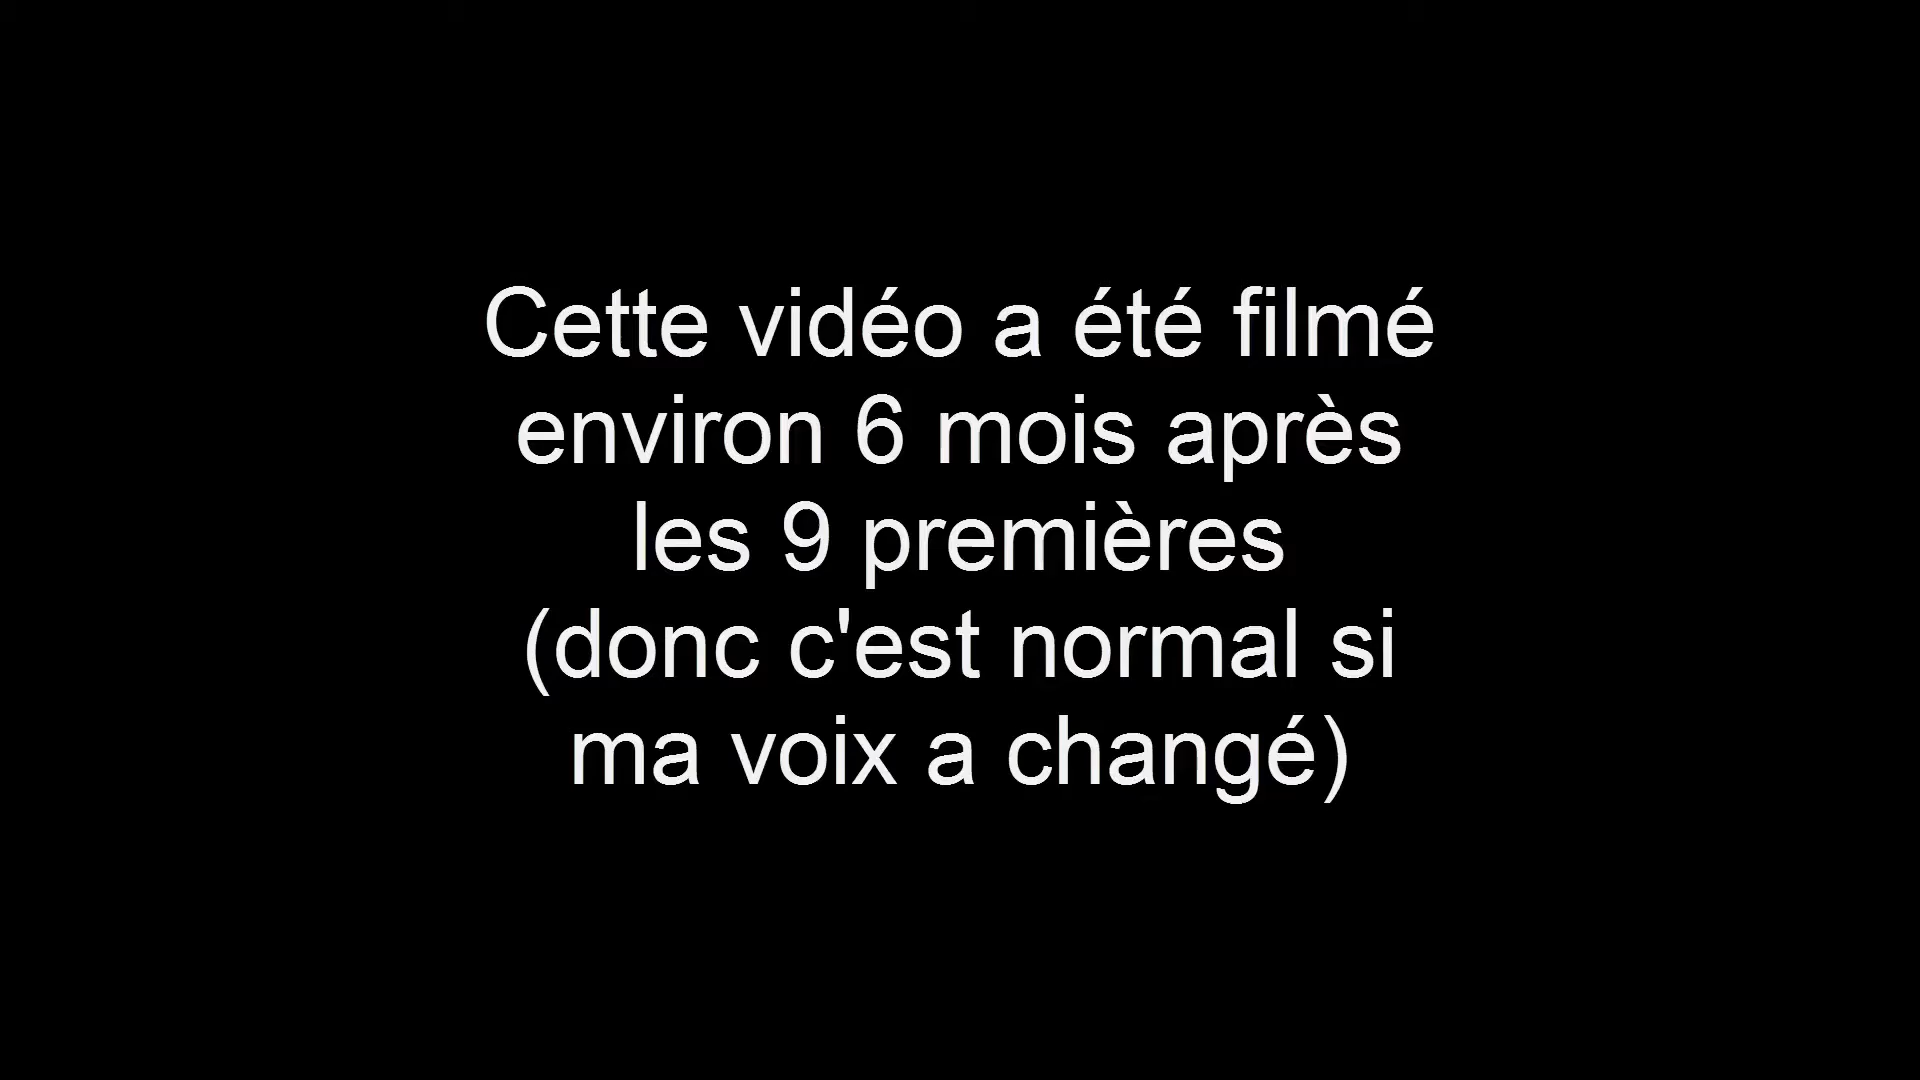 Cette vidéo a été filmé
environ 6 mois après
les 9 premières
(donc c'est normal si
ma voix a changé)